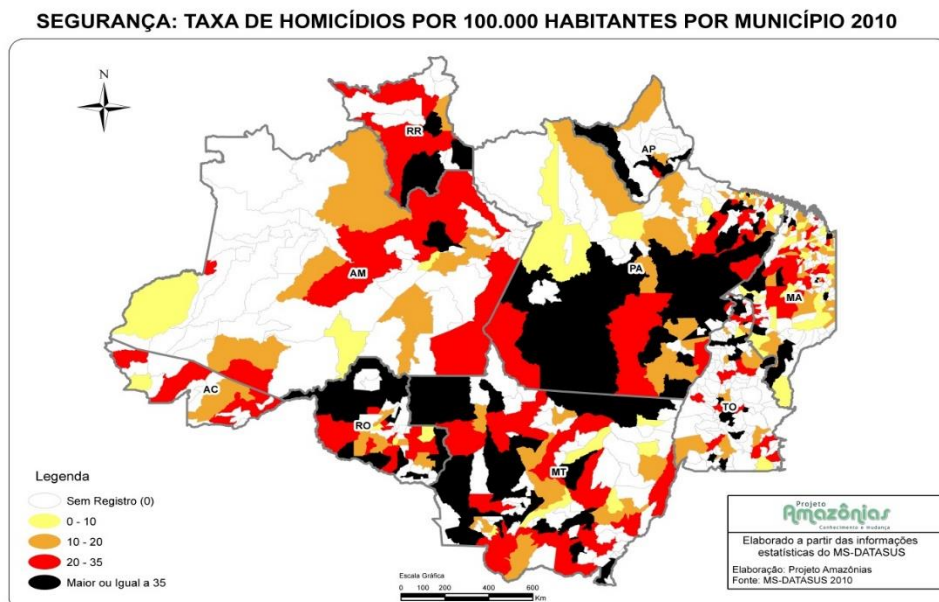 SEGURANÇA: TAXA DE HOMICÍDIOS POR 100.000 HABITANTES POR MUNICÍPIO 2010
N
RR
AP
AM
PA
MA
AC
TO
RO
MT
Legenda
Sem Registro (0)
0 - 10
10 - 20
20 - 35
Maior ou Igual a 35
Escala Gráfica
0 100 200 400 600
Km
Projeto
Amazônias
Conhecimento e mudança
Elaborado a partir das informações
estatísticas do MS-DATASUS
Elaboração: Projeto Amazônias
Fonte: MS-DATASUS 2010